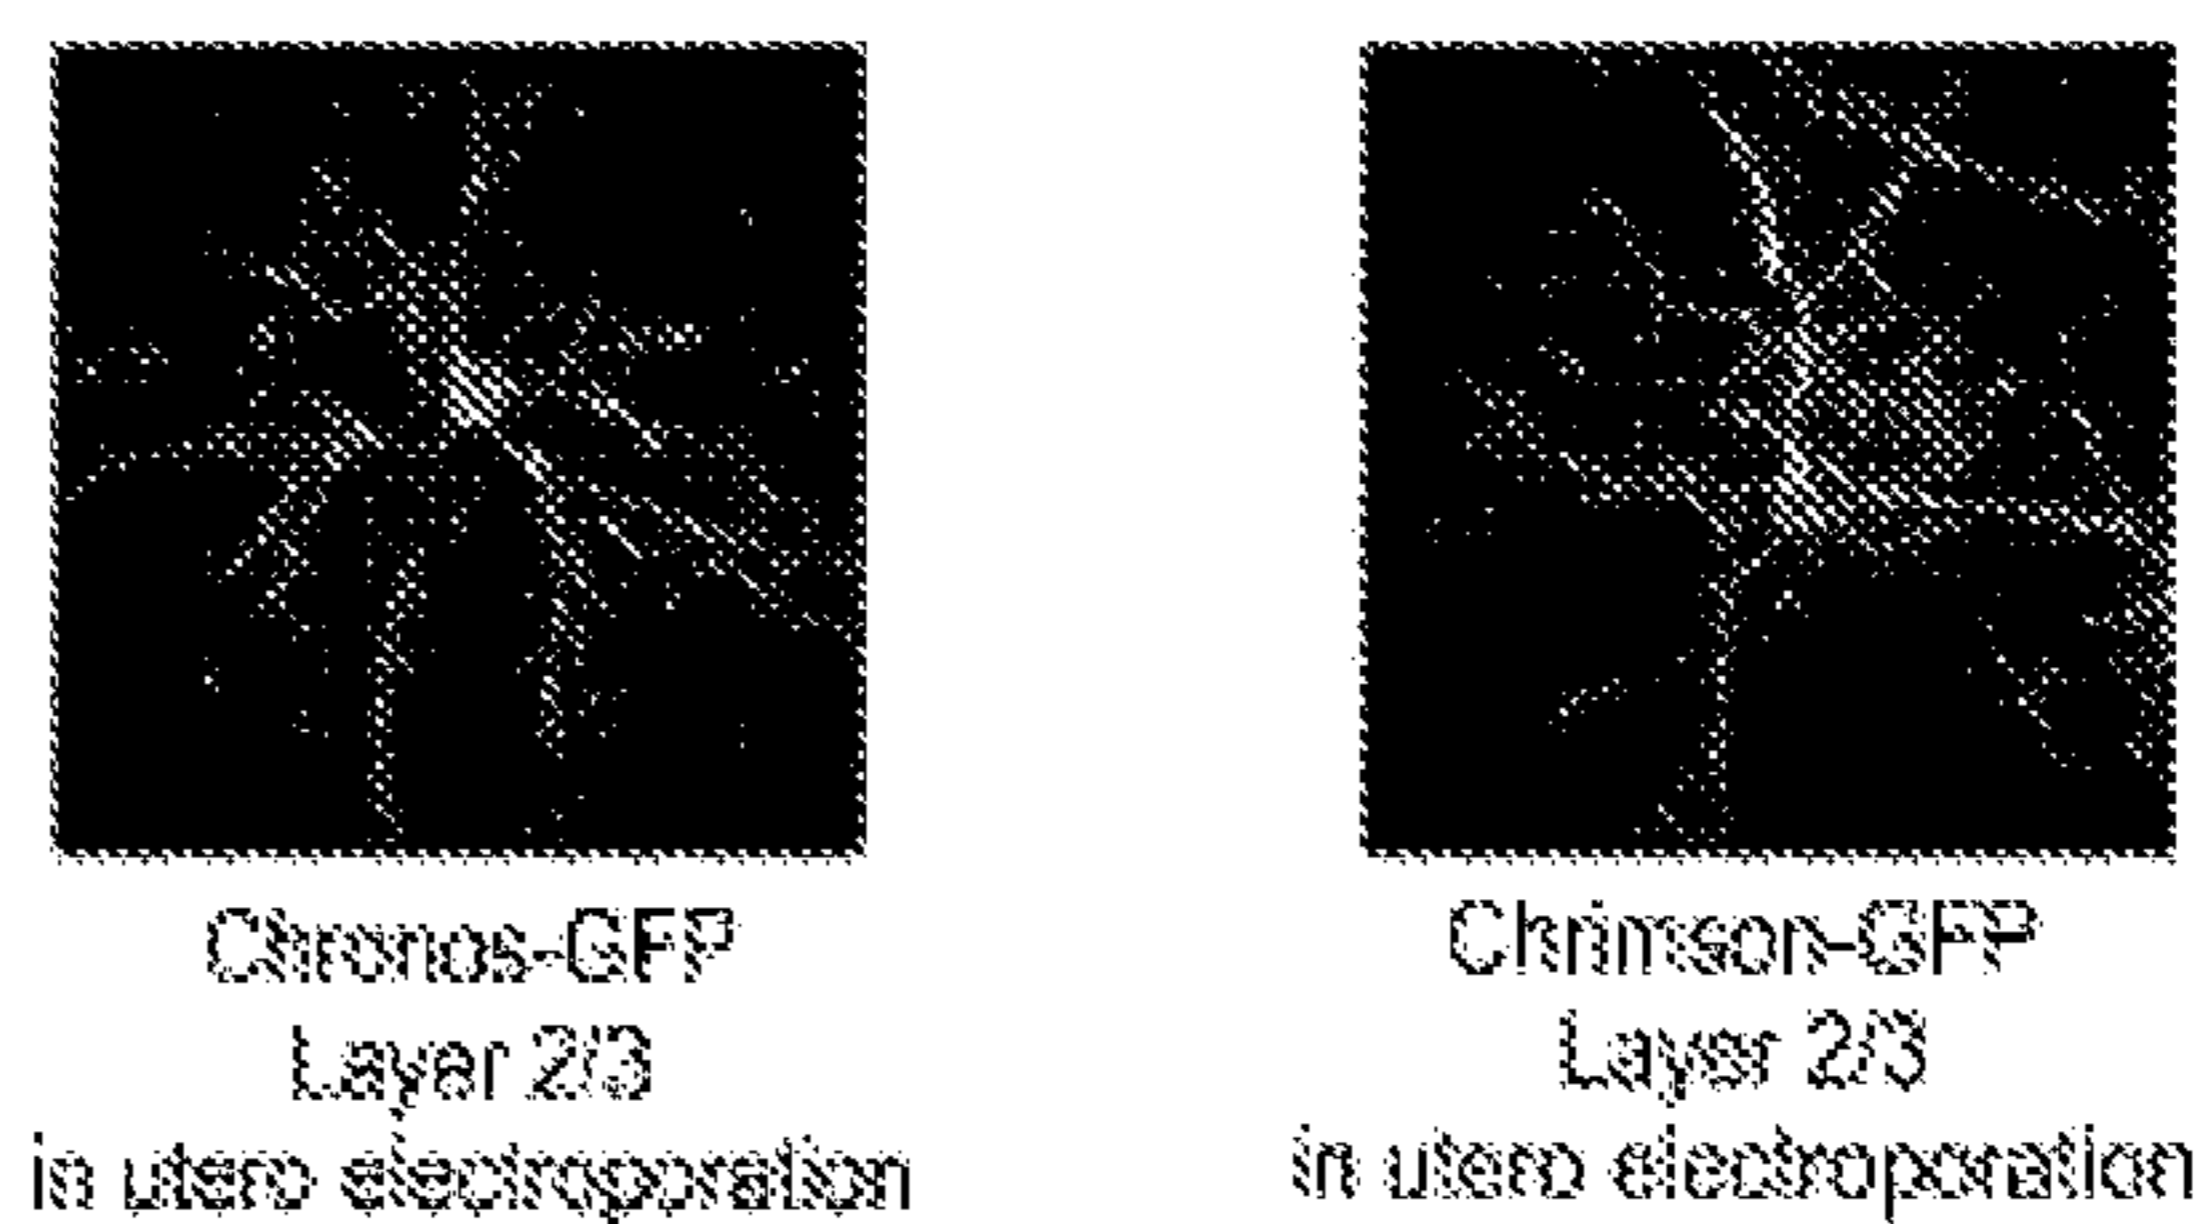 Chronos-GFP
Layer 2/3
in utero electroporation
Chrimson-GFP
Layer 2/3
in utero electroporation